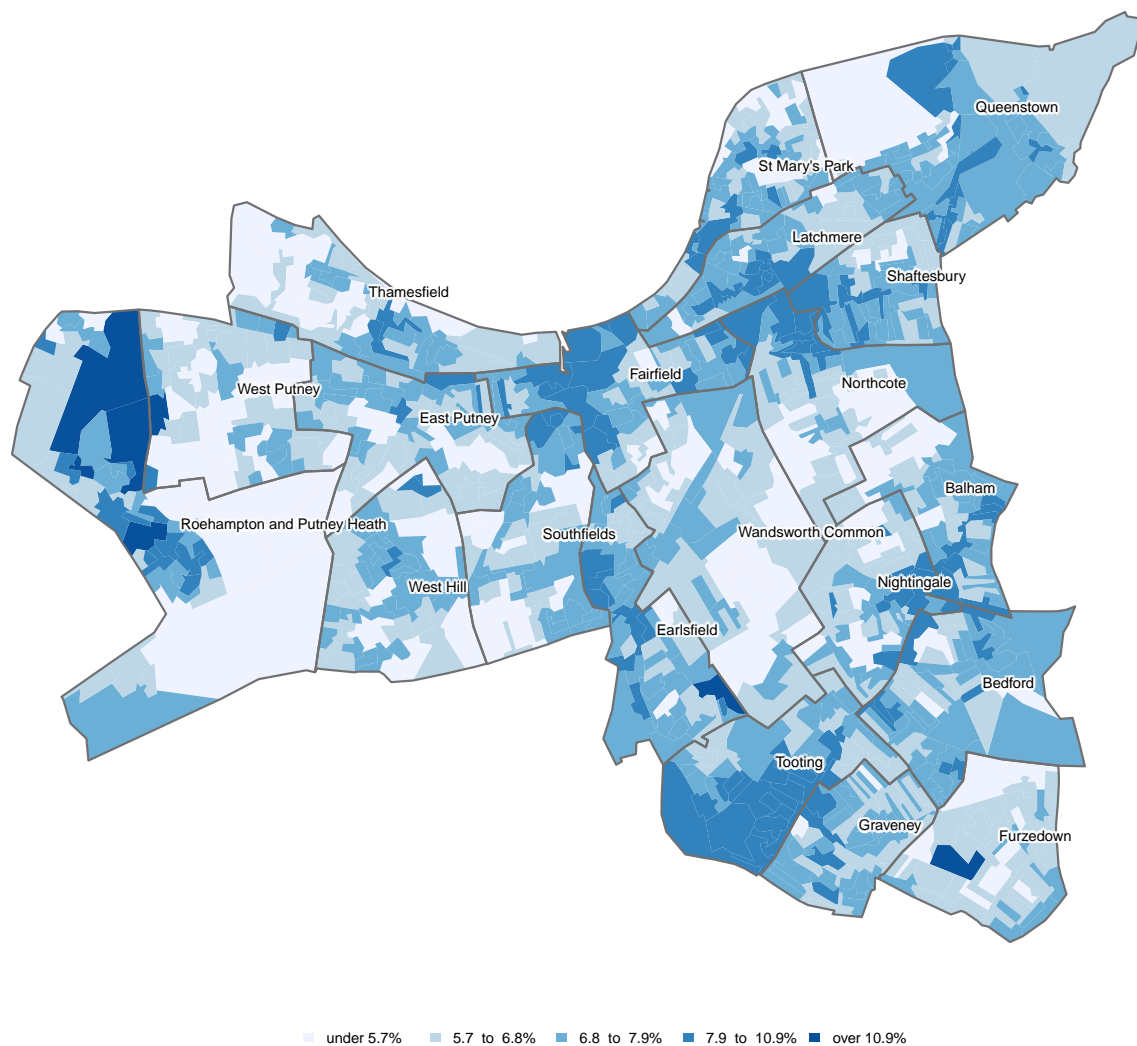 Queenstown
St Mary's Park
Latchmere
Shaftesbury
Thamesfield
Fairfield
Northcote
West Putney
East Putney
Balham
Roehampton and Putney Heath
Southfields
Wandsworth Common
West Hill
Nightingale
Earlsfield
Bedford
Tooting
Graveney
Furzedown
under 5.7%
5.7 to 6.8%
6.8 to 7.9%
7.9 to 10.9%
over 10.9%